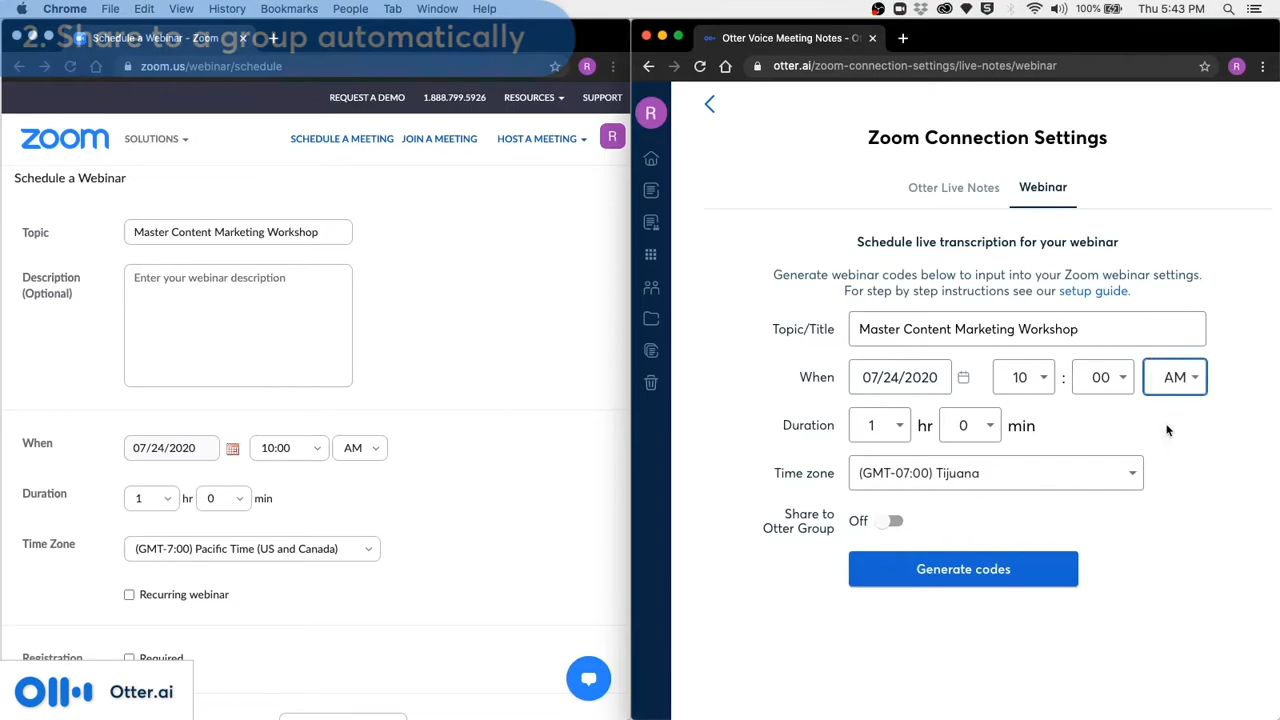 Chrome File Edit View History Bookmarks People Tab Window Help 100% Thu 5:43 PM
2. Share to a group automatically
Schedule a Webinar - Zoom
zoom.us/webinar/schedule
R
REQUEST A DEMO 1.888.799.5926 RESOURCES SUPPORT
zoom SOLUTIONS SCHEDULE A MEETING JOIN A MEETING HOST A MEETING R
Schedule a Webinar
Topic Master Content Marketing Workshop
Description
(Optional)
Enter your webinar description
When 07/24/2020 10:00 AM
Duration 1 hr 0 min
Time Zone (GMT-7:00) Pacific Time (US and Canada)
Recurring webinar
Registration Required
Otter.ai
Otter Voice Meeting Notes - O
otter.ai/zoom-connection-settings/live-notes/webinar
R
R
Zoom Connection Settings
Otter Live Notes Webinar
Schedule live transcription for your webinar
Generate webinar codes below to input into your Zoom webinar settings.
For step by step instructions see our setup guide.
Topic/Title Master Content Marketing Workshop
When 07/24/2020 10 : 00 AM
Duration 1 hr 0 min
Time zone (GMT-07:00) Tijuana
Share to
Otter Group
Off
Generate codes